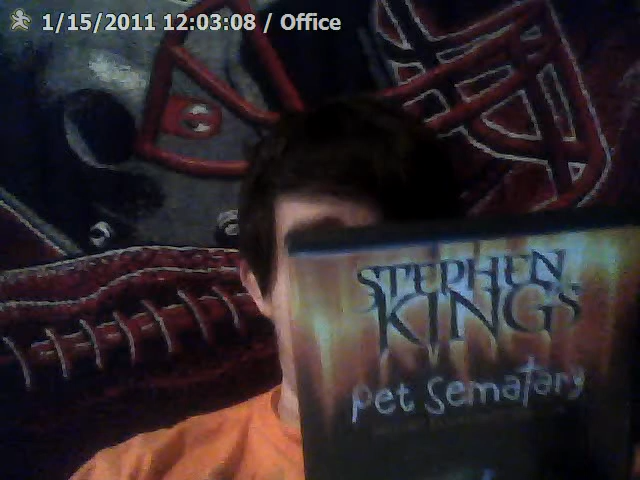 1/15/2011 12:03:08 / Office
STEPHEN
KING'S
pet sematary